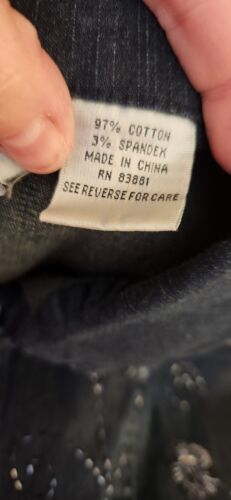 97% COTTON
3% SPANDEX
MADE IN CHINA
RN 83881
SEE REVERSE FOR CARE